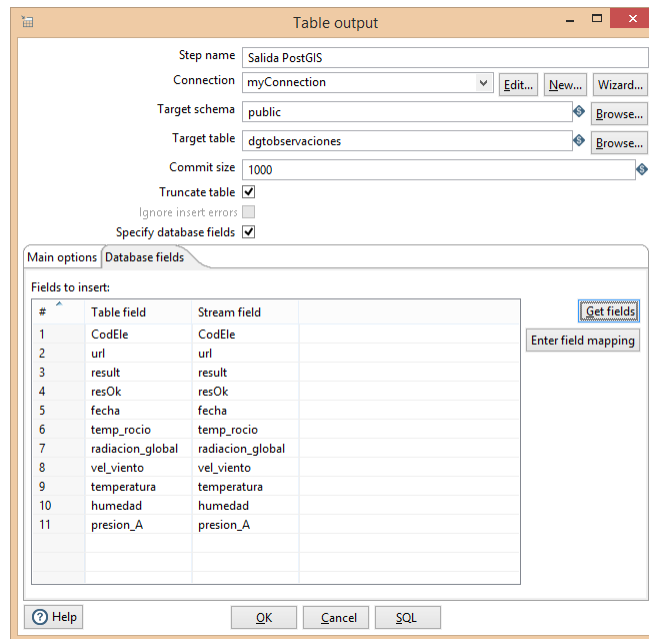 Table output
Step name Salida PostGIS
Connection myConnection Edit... New... Wizard...
Target schema public Browse...
Target table dgtobservaciones Browse...
Commit size 1000
Truncate table
Ignore insert errors
Specify database fields
Main options Database fields
Fields to insert:
# Table field Stream field Get fields
1 CodEle CodEle Enter field mapping
2 url url
3 result result
4 resOk resOk
5 fecha fecha
6 temp_rocio temp_rocio
7 radiacion_global radiacion_global
8 vel_viento vel_viento
9 temperatura temperatura
10 humedad humedad
11 presion_A presion_A
Help OK Cancel SQL